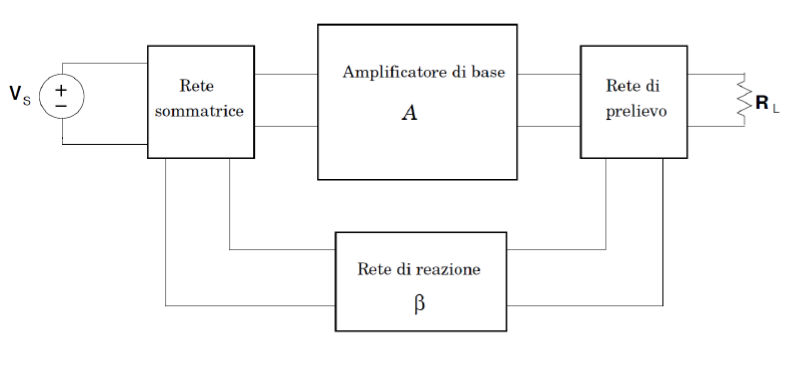 V S
+
−
Rete
sommatrice
Amplificatore di base
A
Rete di
prelievo
R L
Rete di reazione
β